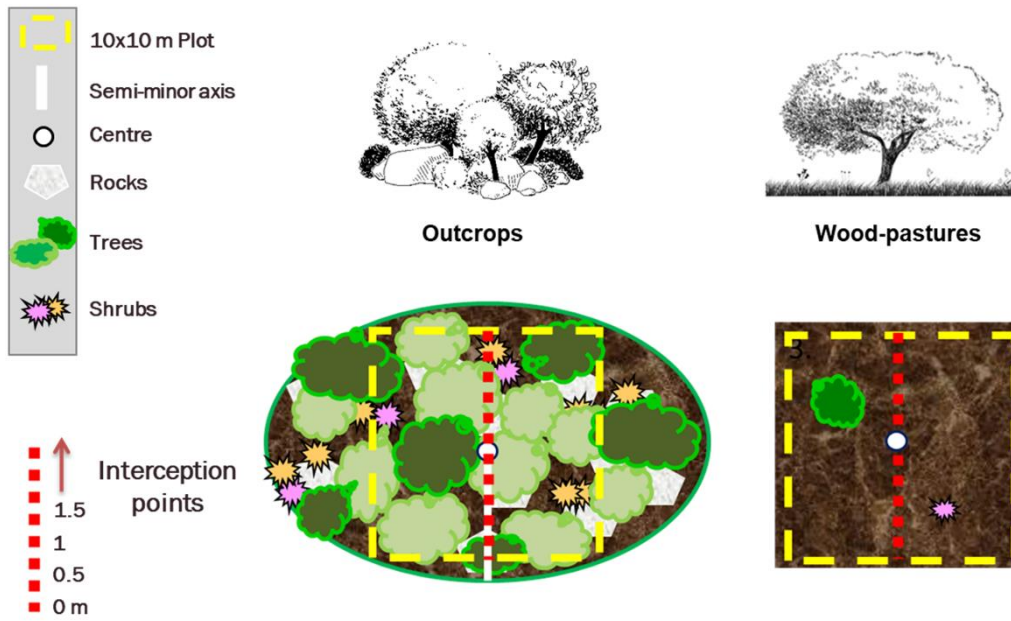 10x10 m Plot
Semi-minor axis
Centre
Rocks
Trees
Shrubs
Outcrops
Wood-pastures
3.
Interception
points
1.5
1
0.5
0 m